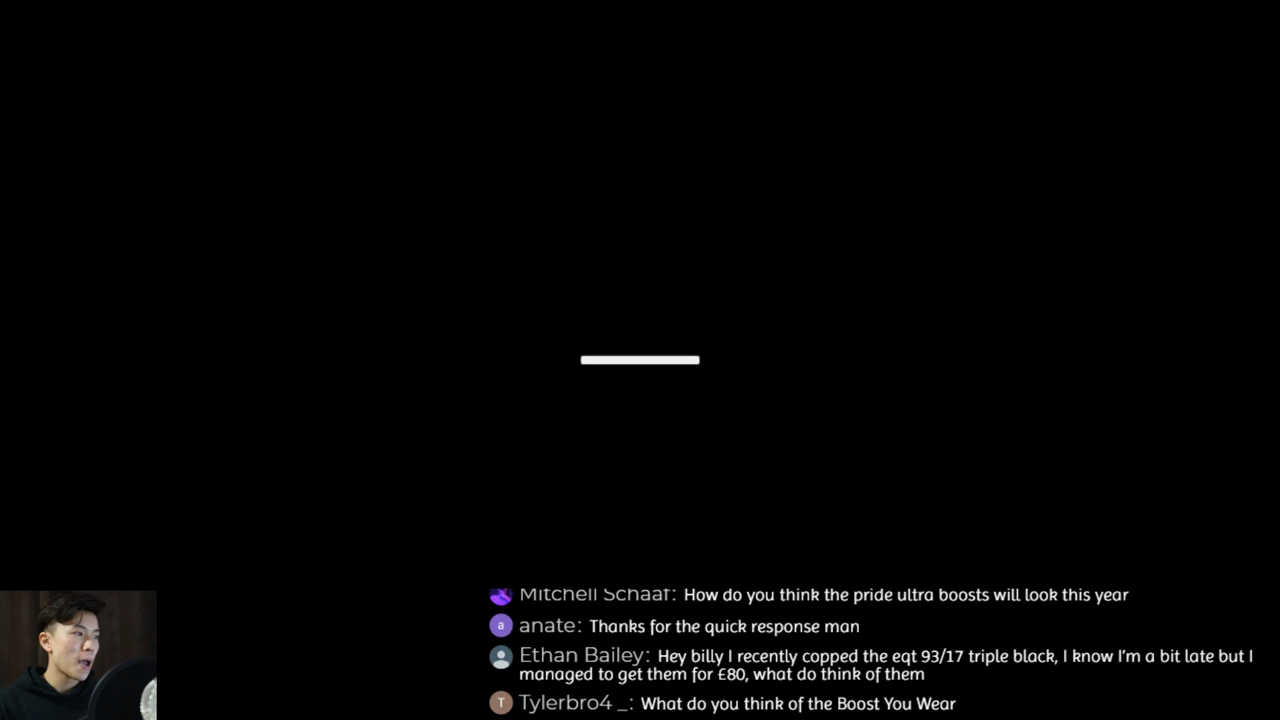 Mitchell Schaaf: How do you think the pride ultra boosts will look this year
a anate: Thanks for the quick response man
Ethan Bailey: Hey billy I recently copped the eqt 93/17 triple black, I know I'm a bit late but I
managed to get them for £80, what do think of them
T Tylerbro4 _: What do you think of the Boost You Wear